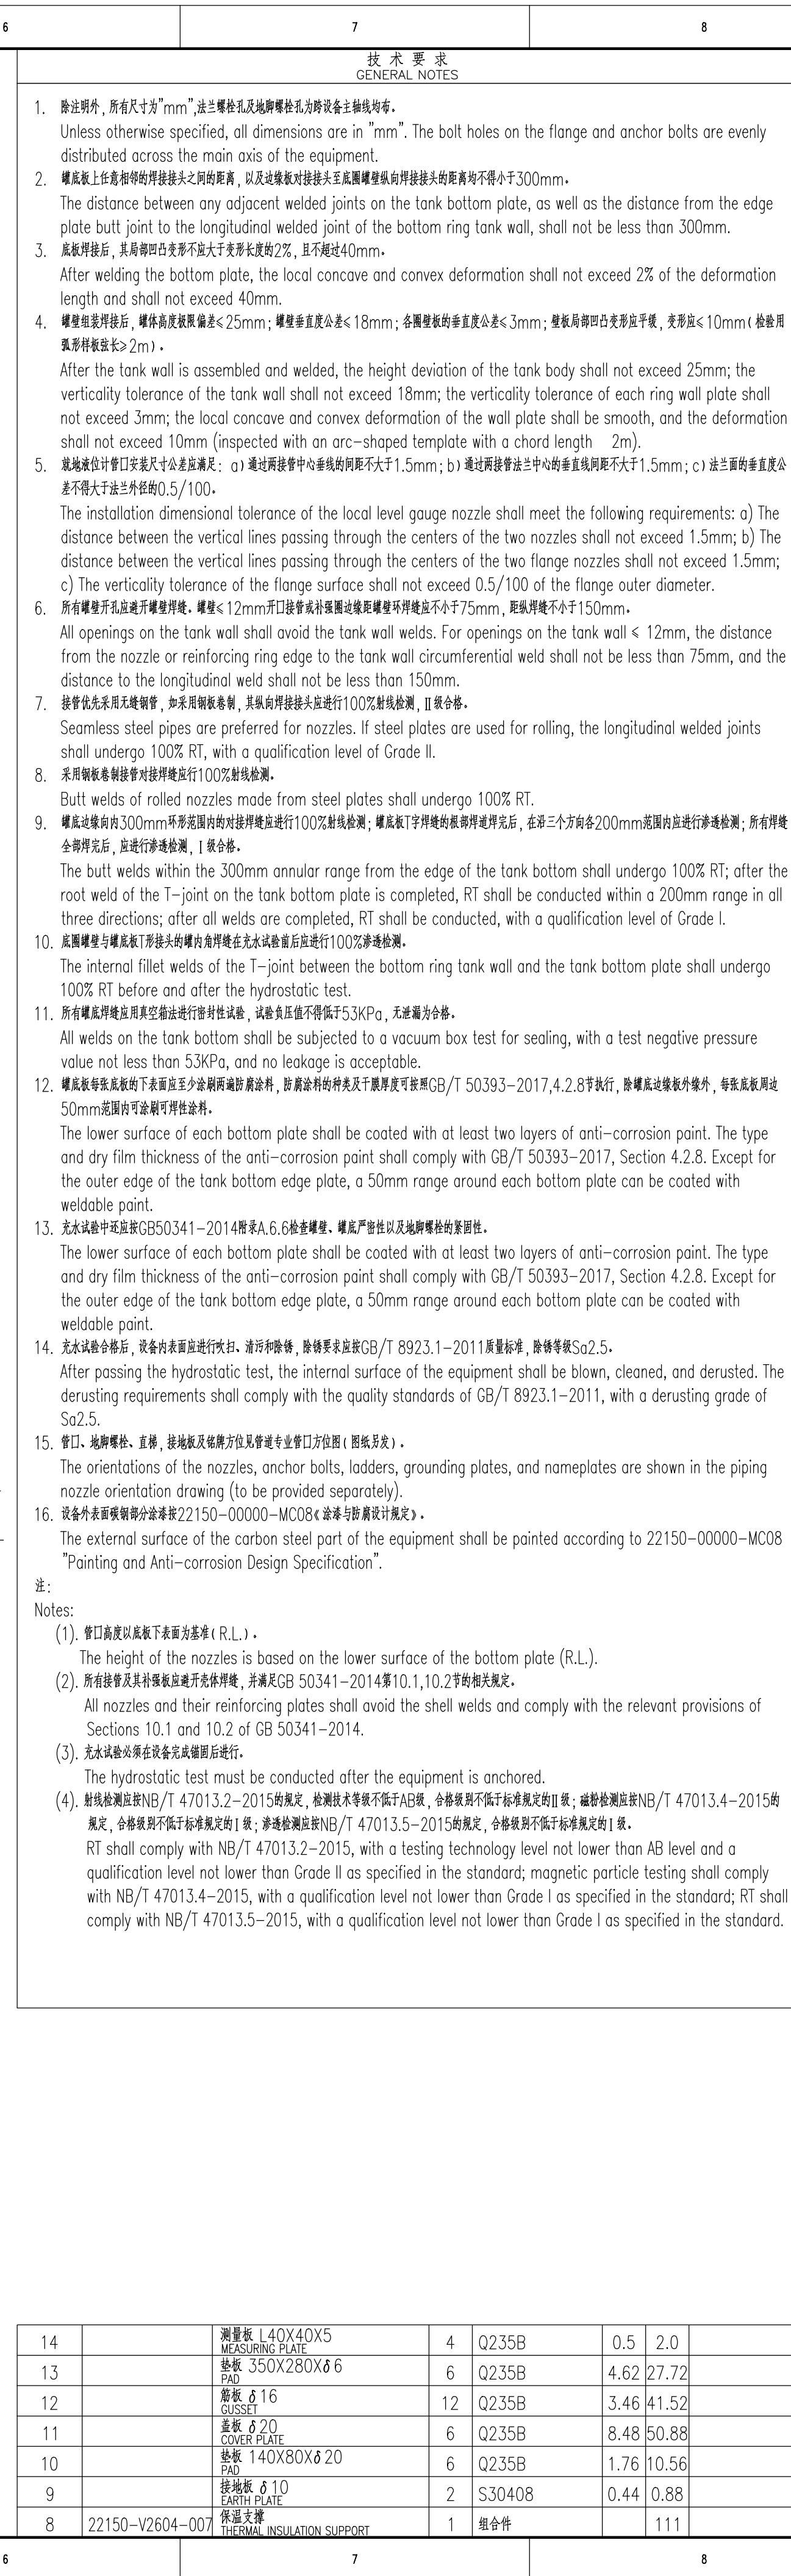 6 7 8
技 术 要 求
GENERAL NOTES
1. 除注明外,所有尺寸为"mm",法兰螺栓孔及地脚螺栓孔为跨设备主轴线均布。
Unless otherwise specified, all dimensions are in "mm". The bolt holes on the flange and anchor bolts are evenly
distributed across the main axis of the equipment.
2. 罐底板上任意相邻的焊接接头之间的距离,以及边缘板对接接头至底圈罐壁纵向焊接接头的距离均不得小于300mm。
The distance between any adjacent welded joints on the tank bottom plate, as well as the distance from the edge
plate butt joint to the longitudinal welded joint of the bottom ring tank wall, shall not be less than 300mm.
3. 底板焊接后,其局部凹凸变形不应大于变形长度的2%,且不超过40mm。
After welding the bottom plate, the local concave and convex deformation shall not exceed 2% of the deformation
length and shall not exceed 40mm.
4. 罐壁组装焊接后,罐体高度极限偏差≤25mm;罐壁垂直度公差≤18mm;各圈壁板的垂直度公差≤3mm;壁板局部凹凸变形应平缓,变形应≤10mm(检验用
弧形样板弦长≥2m)。
After the tank wall is assembled and welded, the height deviation of the tank body shall not exceed 25mm; the
verticality tolerance of the tank wall shall not exceed 18mm; the verticality tolerance of each ring wall plate shall
not exceed 3mm; the local concave and convex deformation of the wall plate shall be smooth, and the deformation
shall not exceed 10mm (inspected with an arc-shaped template with a chord length 2m).
5. 就地液位计管口安装尺寸公差应满足:a)通过两接管中心垂线的间距不大于1.5mm;b)通过两接管法兰中心的垂直线间距不大于1.5mm;c)法兰面的垂直度公
差不得大于法兰外径的0.5/100。
The installation dimensional tolerance of the local level gauge nozzle shall meet the following requirements: a) The
distance between the vertical lines passing through the centers of the two nozzles shall not exceed 1.5mm; b) The
distance between the vertical lines passing through the centers of the two flange nozzles shall not exceed 1.5mm;
c) The verticality tolerance of the flange surface shall not exceed 0.5/100 of the flange outer diameter.
6. 所有罐壁开孔应避开罐壁焊缝。罐壁≤12mm开口接管或补强圈边缘距罐壁环焊缝应不小于75mm,距纵焊缝不小于150mm。
All openings on the tank wall shall avoid the tank wall welds. For openings on the tank wall ≤ 12mm, the distance
from the nozzle or reinforcing ring edge to the tank wall circumferential weld shall not be less than 75mm, and the
distance to the longitudinal weld shall not be less than 150mm.
7. 接管优先采用无缝钢管,如采用钢板卷制,其纵向焊接接头应进行100%射线检测,Ⅱ级合格。
Seamless steel pipes are preferred for nozzles. If steel plates are used for rolling, the longitudinal welded joints
shall undergo 100% RT, with a qualification level of Grade II.
8. 采用钢板卷制接管对接焊缝应行100%射线检测。
Butt welds of rolled nozzles made from steel plates shall undergo 100% RT.
9. 罐底边缘向内300mm环形范围内的对接焊缝应进行100%射线检测;罐底板T字焊缝的根部焊道焊完后,在沿三个方向各200mm范围内应进行渗透检测;所有焊缝
全部焊完后,应进行渗透检测,Ⅰ级合格。
The butt welds within the 300mm annular range from the edge of the tank bottom shall undergo 100% RT; after the
root weld of the T-joint on the tank bottom plate is completed, RT shall be conducted within a 200mm range in all
three directions; after all welds are completed, RT shall be conducted, with a qualification level of Grade I.
10. 底圈罐壁与罐底板T形接头的罐内角焊缝在充水试验前后应进行100%渗透检测。
The internal fillet welds of the T-joint between the bottom ring tank wall and the tank bottom plate shall undergo
100% RT before and after the hydrostatic test.
11. 所有罐底焊缝应用真空箱法进行密封性试验,试验负压值不得低于53KPa,无泄漏为合格。
All welds on the tank bottom shall be subjected to a vacuum box test for sealing, with a test negative pressure
value not less than 53KPa, and no leakage is acceptable.
12. 罐底板每张底板的下表面应至少涂刷两遍防腐涂料,防腐涂料的种类及干膜厚度可按照GB/T 50393-2017,4.2.8节执行,除罐底边缘板外缘外,每张底板周边
50mm范围内可涂刷可焊性涂料。
The lower surface of each bottom plate shall be coated with at least two layers of anti-corrosion paint. The type
and dry film thickness of the anti-corrosion paint shall comply with GB/T 50393-2017, Section 4.2.8. Except for
the outer edge of the tank bottom edge plate, a 50mm range around each bottom plate can be coated with
weldable paint.
13. 充水试验中还应按GB50341-2014附录A.6.6检查罐壁、罐底严密性以及地脚螺栓的紧固性。
The lower surface of each bottom plate shall be coated with at least two layers of anti-corrosion paint. The type
and dry film thickness of the anti-corrosion paint shall comply with GB/T 50393-2017, Section 4.2.8. Except for
the outer edge of the tank bottom edge plate, a 50mm range around each bottom plate can be coated with
weldable paint.
14. 充水试验合格后,设备内表面应进行吹扫、清污和除锈,除锈要求应按GB/T 8923.1-2011质量标准,除锈等级Sa2.5。
After passing the hydrostatic test, the internal surface of the equipment shall be blown, cleaned, and derusted. The
derusting requirements shall comply with the quality standards of GB/T 8923.1-2011, with a derusting grade of
Sa2.5.
15. 管口、地脚螺栓、直梯,接地板及铭牌方位见管道专业管口方位图(图纸另发)。
The orientations of the nozzles, anchor bolts, ladders, grounding plates, and nameplates are shown in the piping
nozzle orientation drawing (to be provided separately).
16. 设备外表面碳钢部分涂漆按22150-00000-MC08《涂漆与防腐设计规定》。
The external surface of the carbon steel part of the equipment shall be painted according to 22150-00000-MC08
"Painting and Anti-corrosion Design Specification".
注:
Notes:
(1). 管口高度以底板下表面为基准(R.L.)。
The height of the nozzles is based on the lower surface of the bottom plate (R.L.).
(2). 所有接管及其补强板应避开壳体焊缝,并满足GB 50341-2014第10.1,10.2节的相关规定。
All nozzles and their reinforcing plates shall avoid the shell welds and comply with the relevant provisions of
Sections 10.1 and 10.2 of GB 50341-2014.
(3). 充水试验必须在设备完成锚固后进行。
The hydrostatic test must be conducted after the equipment is anchored.
(4). 射线检测应按NB/T 47013.2-2015的规定,检测技术等级不低于AB级,合格级别不低于标准规定的Ⅱ级;磁粉检测应按NB/T 47013.4-2015的
规定,合格级别不低于标准规定的Ⅰ级;渗透检测应按NB/T 47013.5-2015的规定,合格级别不低于标准规定的Ⅰ级。
RT shall comply with NB/T 47013.2-2015, with a testing technology level not lower than AB level and a
qualification level not lower than Grade II as specified in the standard; magnetic particle testing shall comply
with NB/T 47013.4-2015, with a qualification level not lower than Grade I as specified in the standard; RT shall
comply with NB/T 47013.5-2015, with a qualification level not lower than Grade I as specified in the standard.
14 测量板 L40X40X5 MEASURING PLATE 4 Q235B 0.5 2.0
13 垫板 350X280Xδ6 PAD 6 Q235B 4.62 27.72
12 筋板 δ16 GUSSET 12 Q235B 3.46 41.52
11 盖板 δ20 COVER PLATE 6 Q235B 8.48 50.88
10 垫板 140X80Xδ20 PAD 6 Q235B 1.76 10.56
9 接地板 δ10 EARTH PLATE 2 S30408 0.44 0.88
8 22150-V2604-007 保温支撑 THERMAL INSULATION SUPPORT 1 组合件 111
6 7 8